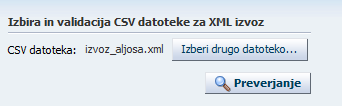 Izbira in validacija CSV datoteke za XML izvoz
CSV datoteka: izvoz_aljosa.xml Izberi drugo datoteko...
Preverjanje